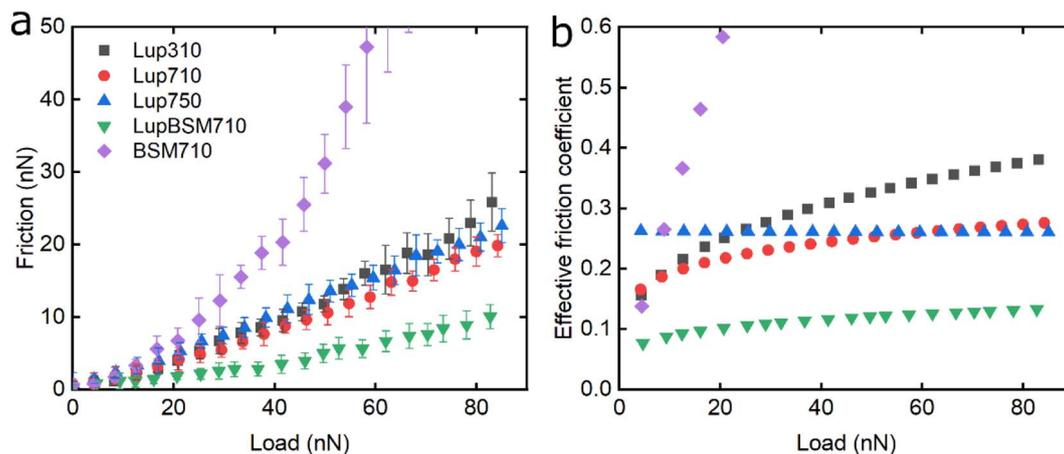 a
50
40
30
20
10
0
Friction (nN)
Lup310
Lup710
Lup750
LupBSM710
BSM710
0 20 40 60 80
Load (nN)
b
0.6
0.5
0.4
0.3
0.2
0.1
0.0
Effective friction coefficient
0 20 40 60 80
Load (nN)